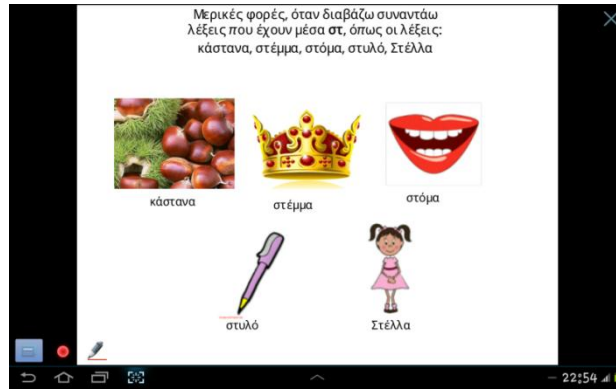 Μερικές φορές, όταν διαβάζω συναντάω
λέξεις που έχουν μέσα στ, όπως οι λέξεις:
κάστανα, στέμμα, στόμα, στυλό, Στέλλα
κάστανα
στέμμα
στόμα
στυλό
Στέλλα
22:54